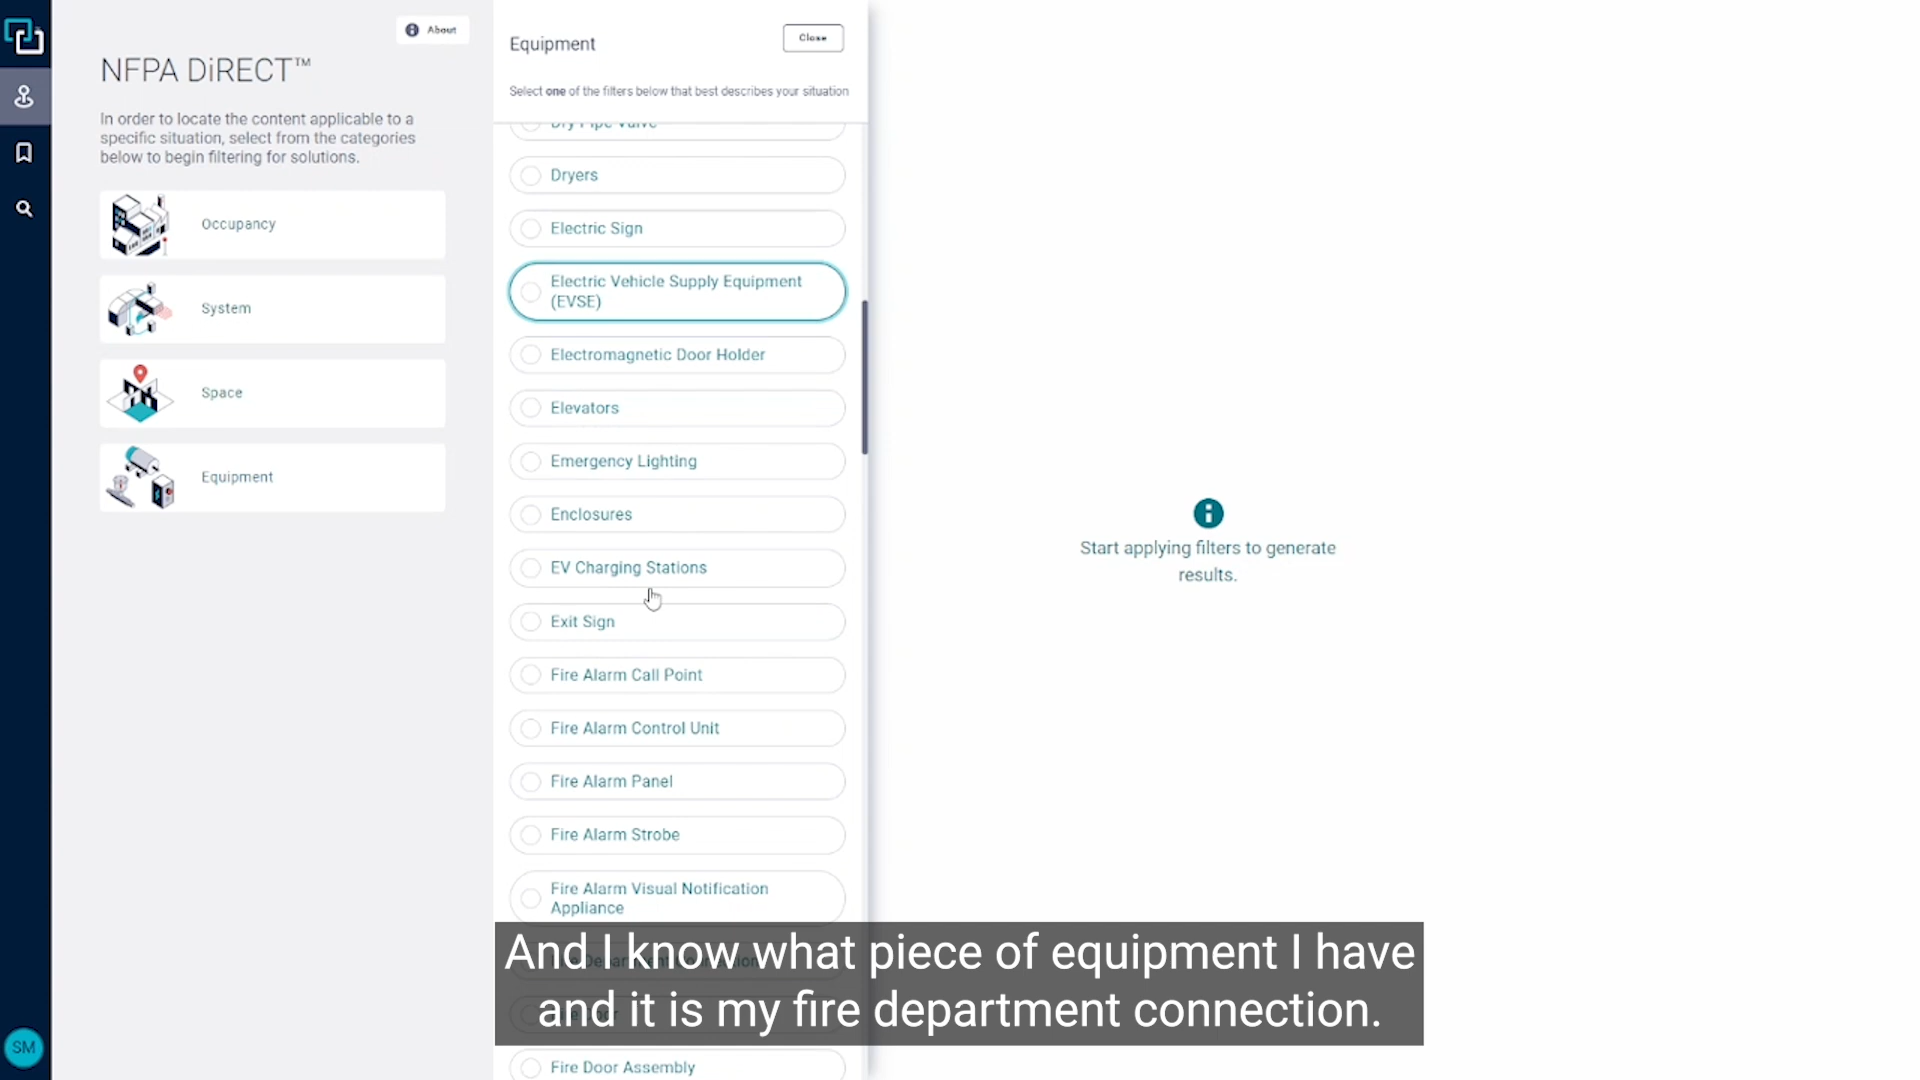 About
NFPA DiRECT™
In order to locate the content applicable to a
specific situation, select from the categories
below to begin filtering for solutions.
Occupancy
System
Space
Equipment
SM
Equipment
Close
Select one of the filters below that best describes your situation
Dry Pipe Valve
Dryers
Electric Sign
Electric Vehicle Supply Equipment
(EVSE)
Electromagnetic Door Holder
Elevators
Emergency Lighting
Enclosures
EV Charging Stations
Exit Sign
Fire Alarm Call Point
Fire Alarm Control Unit
Fire Alarm Panel
Fire Alarm Strobe
Fire Alarm Visual Notification
Appliance
Fire Door Assembly
Start applying filters to generate
results.
And I know what piece of equipment I have
and it is my fire department connection.